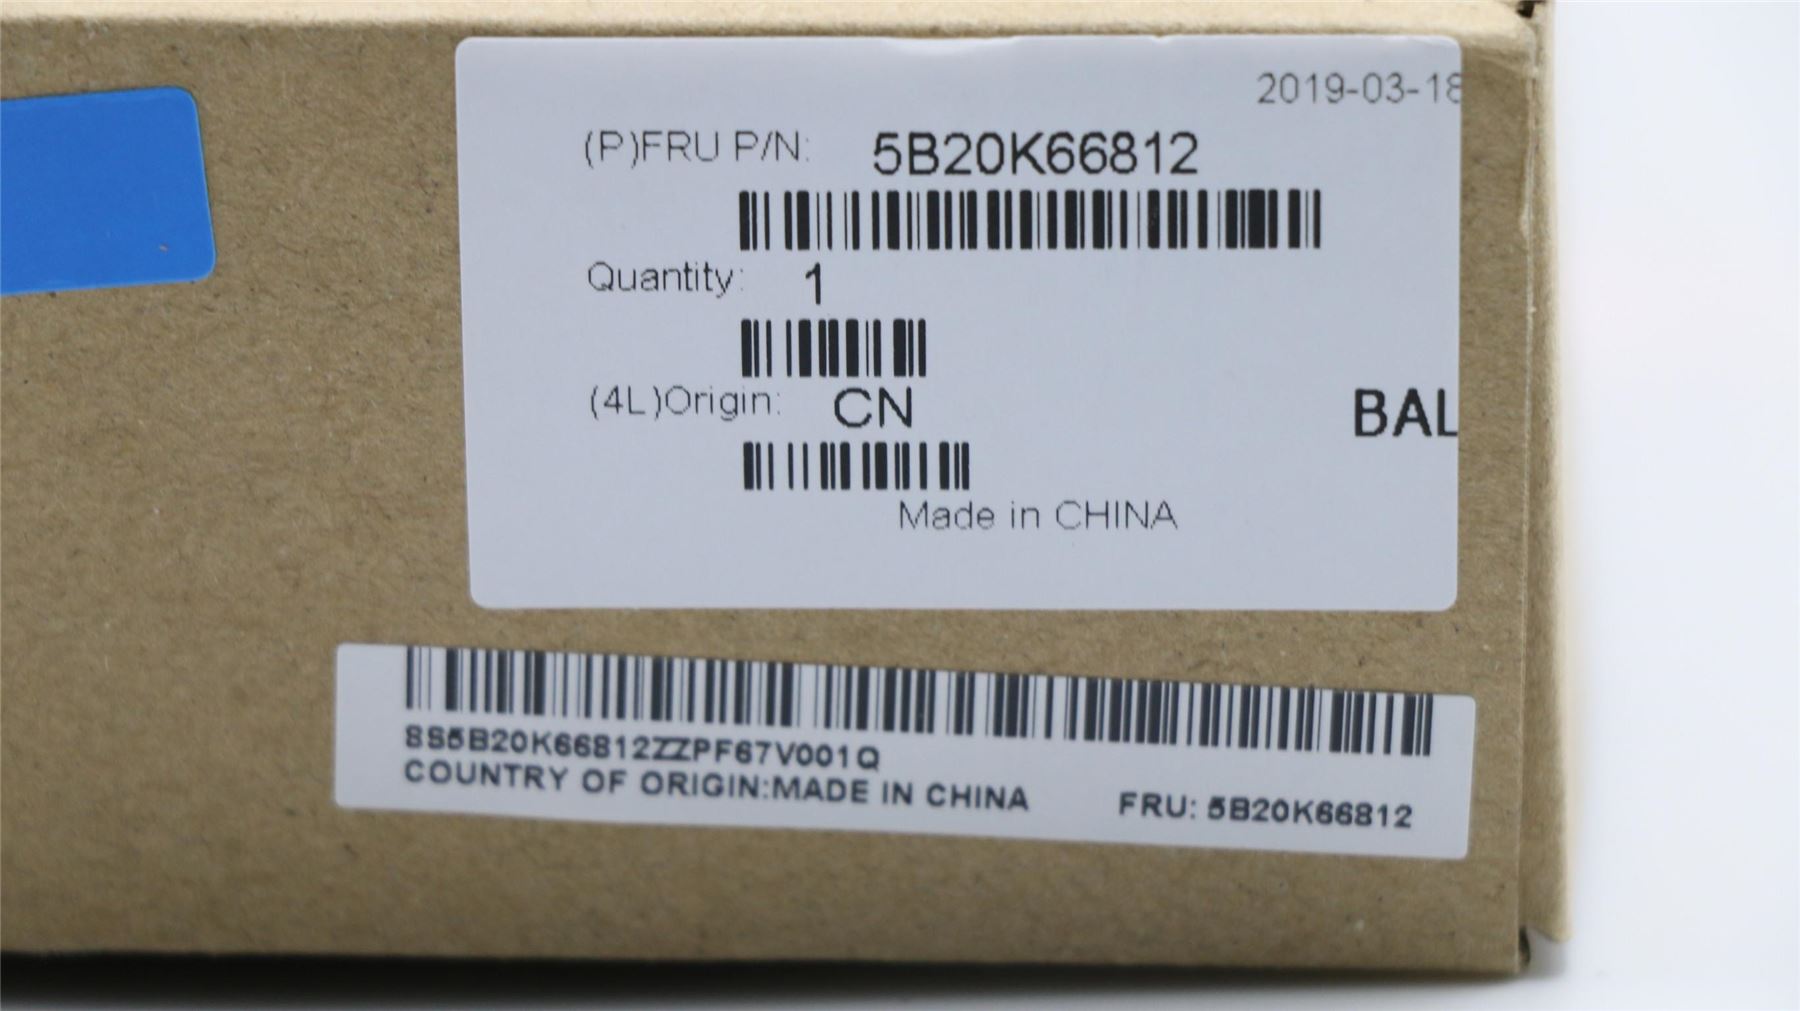 2019-03-18
(P)FRU P/N: 5B20K66812
Quantity: 1
(4L)Origin: CN
BAL
Made in CHINA
8S5B20K66812ZZPF67V001Q
COUNTRY OF ORIGIN:MADE IN CHINA FRU: 5B20K66812